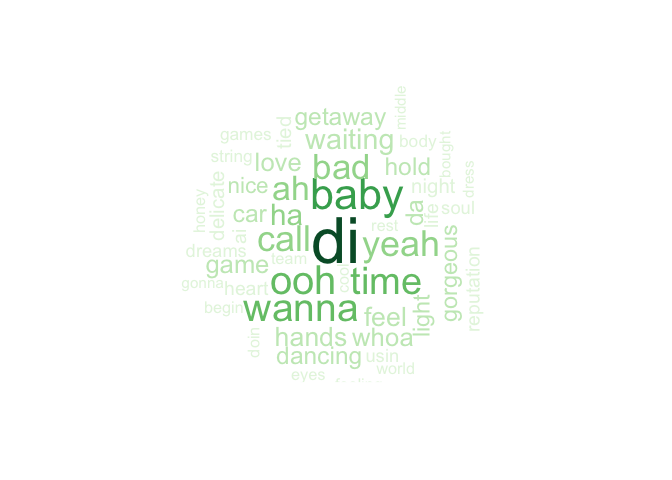 middle
getaway
games tied waiting body
string love bad hold bought
nice ah baby night dress
honey delicate car ha da life soul
ai call di yeah rest
dreams team
game ooh time cool gorgeous reputation
gonna heart
begin wanna feel light
doin hands whoa
dancing usin
eyes world